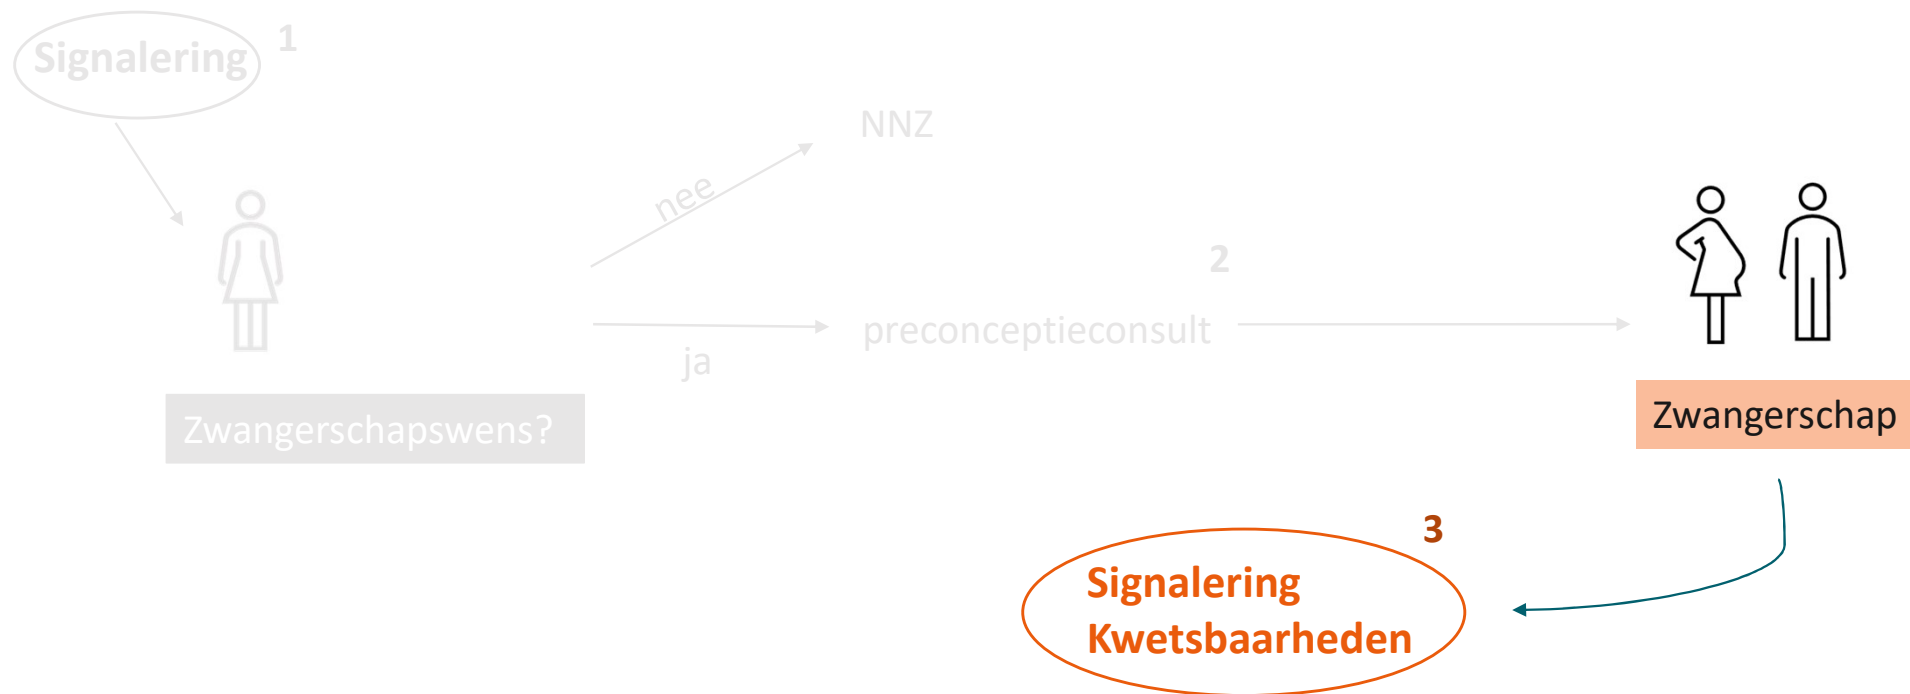 Signalering
1
NNZ
nee
2
preconceptieconsult
ja
Zwangerschapswens?
Zwangerschap
3
Signalering
Kwetsbaarheden